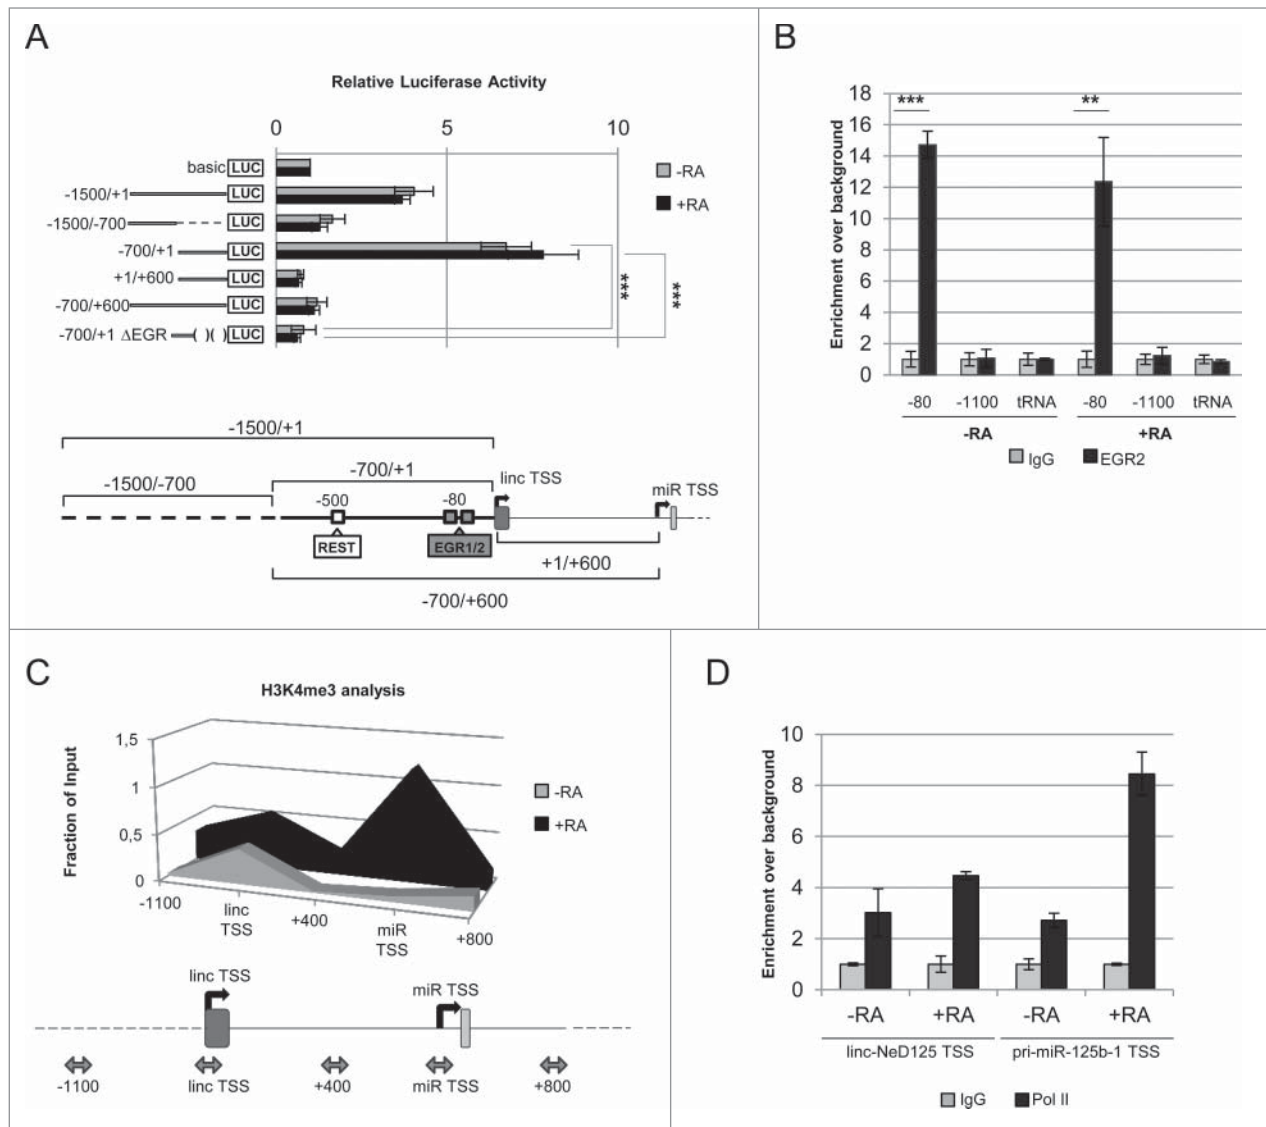 A
Relative Luciferase Activity
0 5 10
basic LUC
-1500/+1 LUC
-1500/-700 LUC
-700/+1 LUC
+1/+600 LUC
-700/+600 LUC
-700/+1 ΔEGR ( )( ) LUC
-RA
+RA
***
***
-1500/+1
-1500/-700
-700/+1
linc TSS
miR TSS
-500
-80
REST
EGR1/2
+1/+600
-700/+600
B
Enrichment over background
18
16
14
12
10
8
6
4
2
0
*** **
-80 -1100 tRNA -80 -1100 tRNA
-RA +RA
IgG EGR2
C
H3K4me3 analysis
Fraction of Input
1,5
1
0,5
0
-1100
linc TSS
+400
miR TSS
+800
-RA
+RA
linc TSS
miR TSS
-1100 linc TSS +400 miR TSS +800
D
Enrichment over background
10
8
6
4
2
0
-RA +RA -RA +RA
linc-NeD125 TSS pri-miR-125b-1 TSS
IgG Pol II